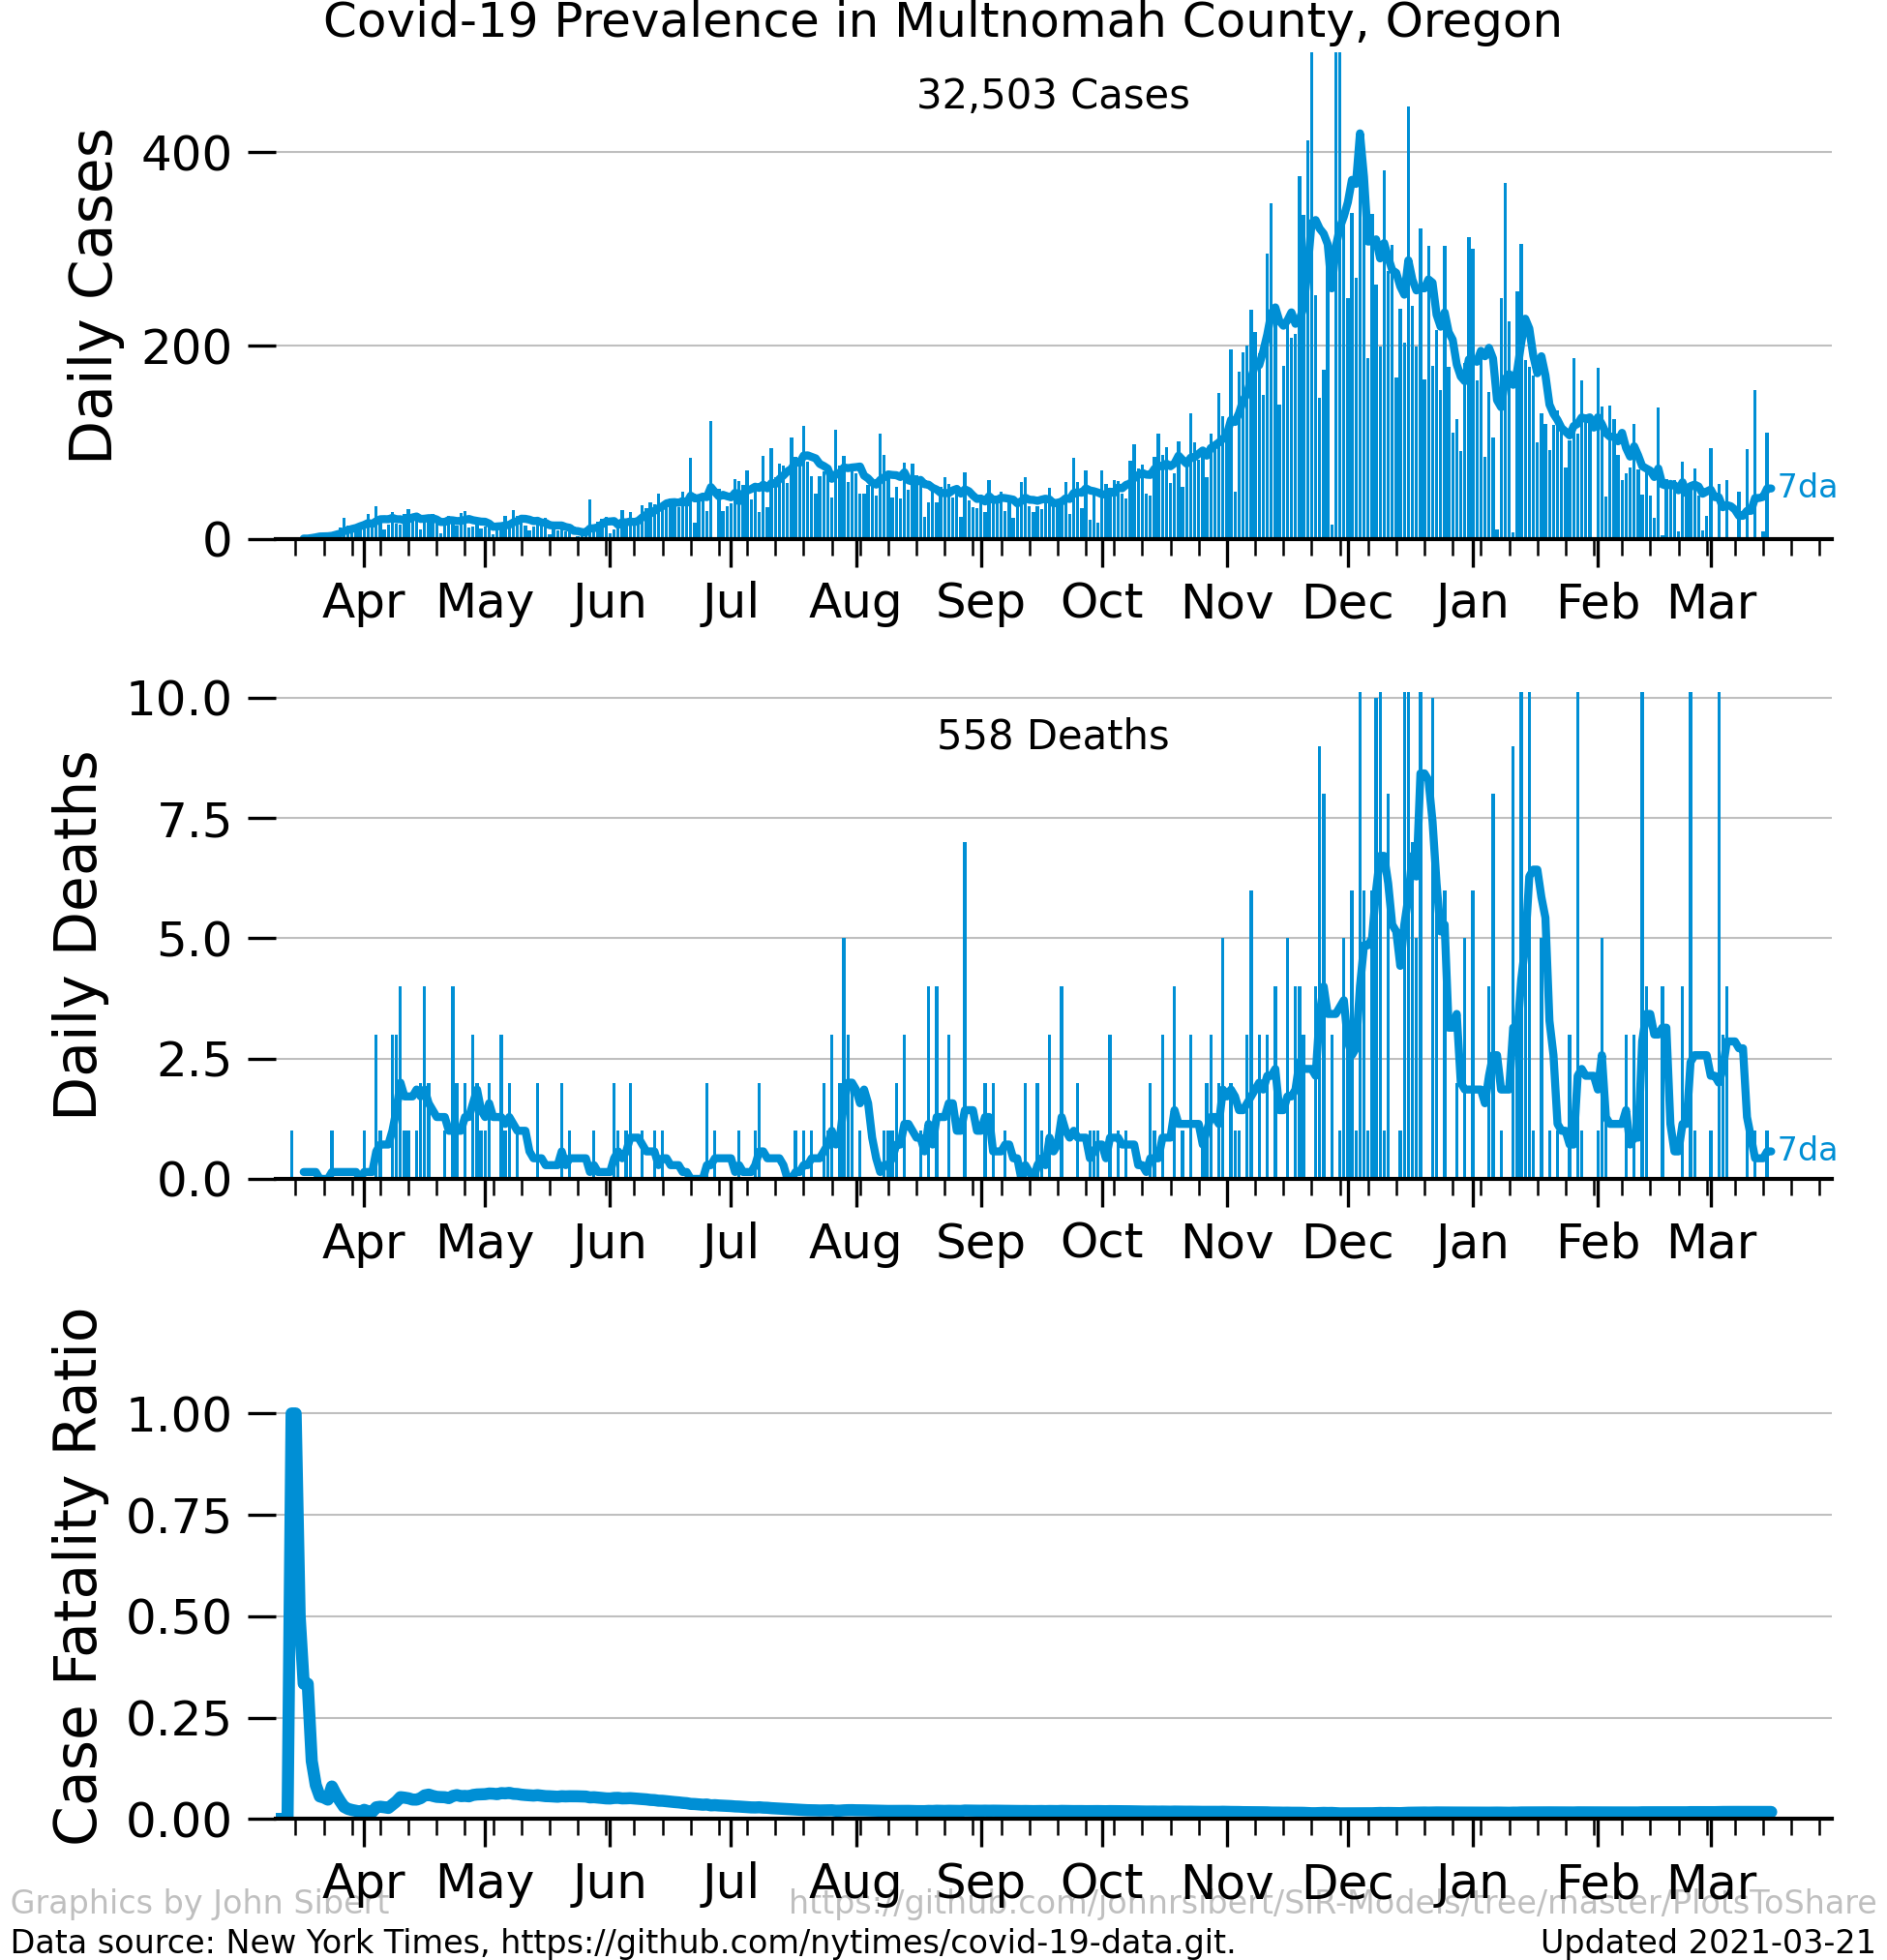 Covid-19 Prevalence in Multnomah County, Oregon
32,503 Cases
Daily Cases
400
200
0
7da
Apr May Jun Jul Aug Sep Oct Nov Dec Jan Feb Mar
558 Deaths
Daily Deaths
10.0
7.5
5.0
2.5
0.0
7da
Apr May Jun Jul Aug Sep Oct Nov Dec Jan Feb Mar
Case Fatality Ratio
1.00
0.75
0.50
0.25
0.00
Apr May Jun Jul Aug Sep Oct Nov Dec Jan Feb Mar
Graphics by John Sibert https://github.com/johnrsibert/SIR-Models/tree/master/PlotsToShare
Data source: New York Times, https://github.com/nytimes/covid-19-data.git. Updated 2021-03-21